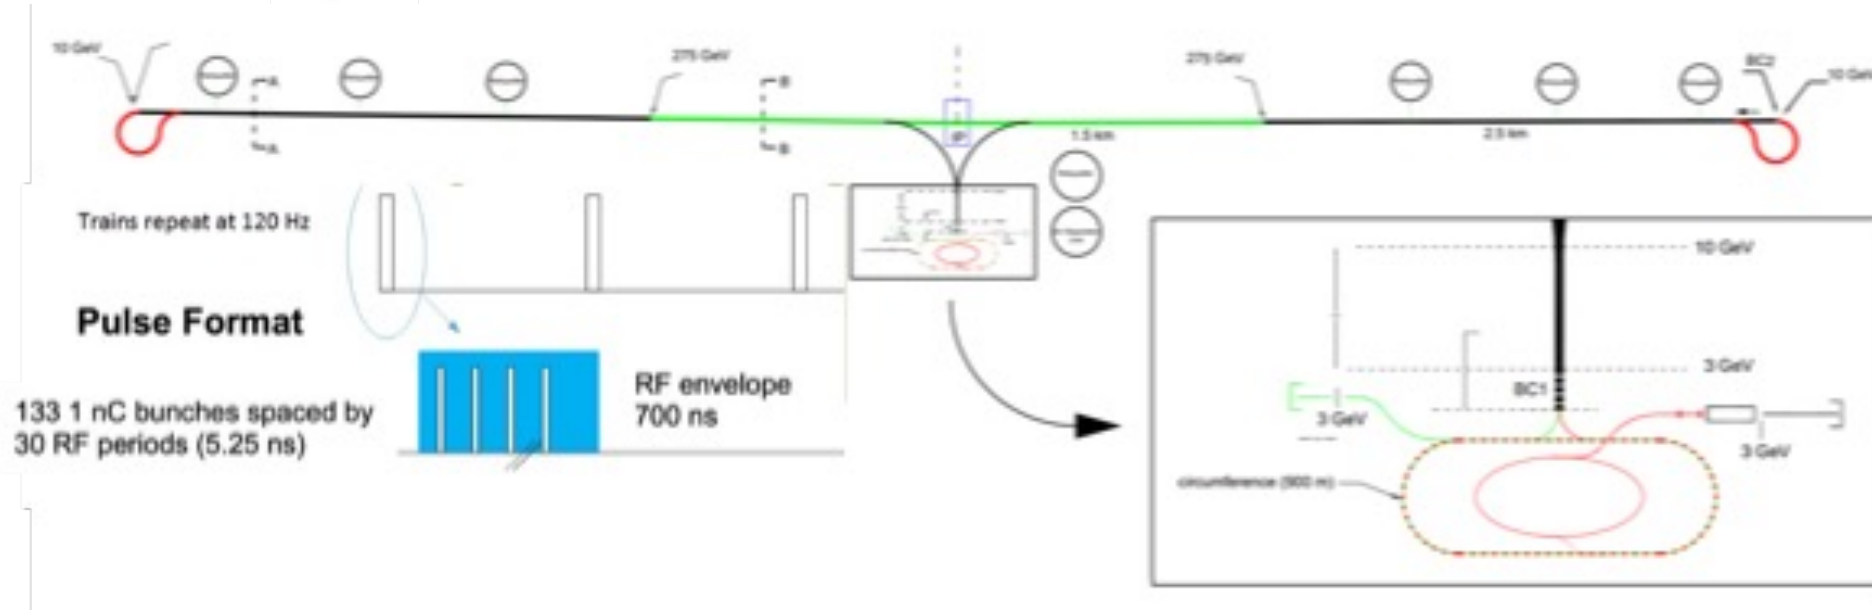 10 GeV
A
275 GeV
B
275 GeV
BC2
10 GeV
A
B
IP
1.5 km
2.5 km
Trains repeat at 120 Hz
Pulse Format
133 1 nC bunches spaced by
30 RF periods (5.25 ns)
RF envelope
700 ns
10 GeV
3 GeV
BC1
3 GeV
3 GeV
circumference (900 m)